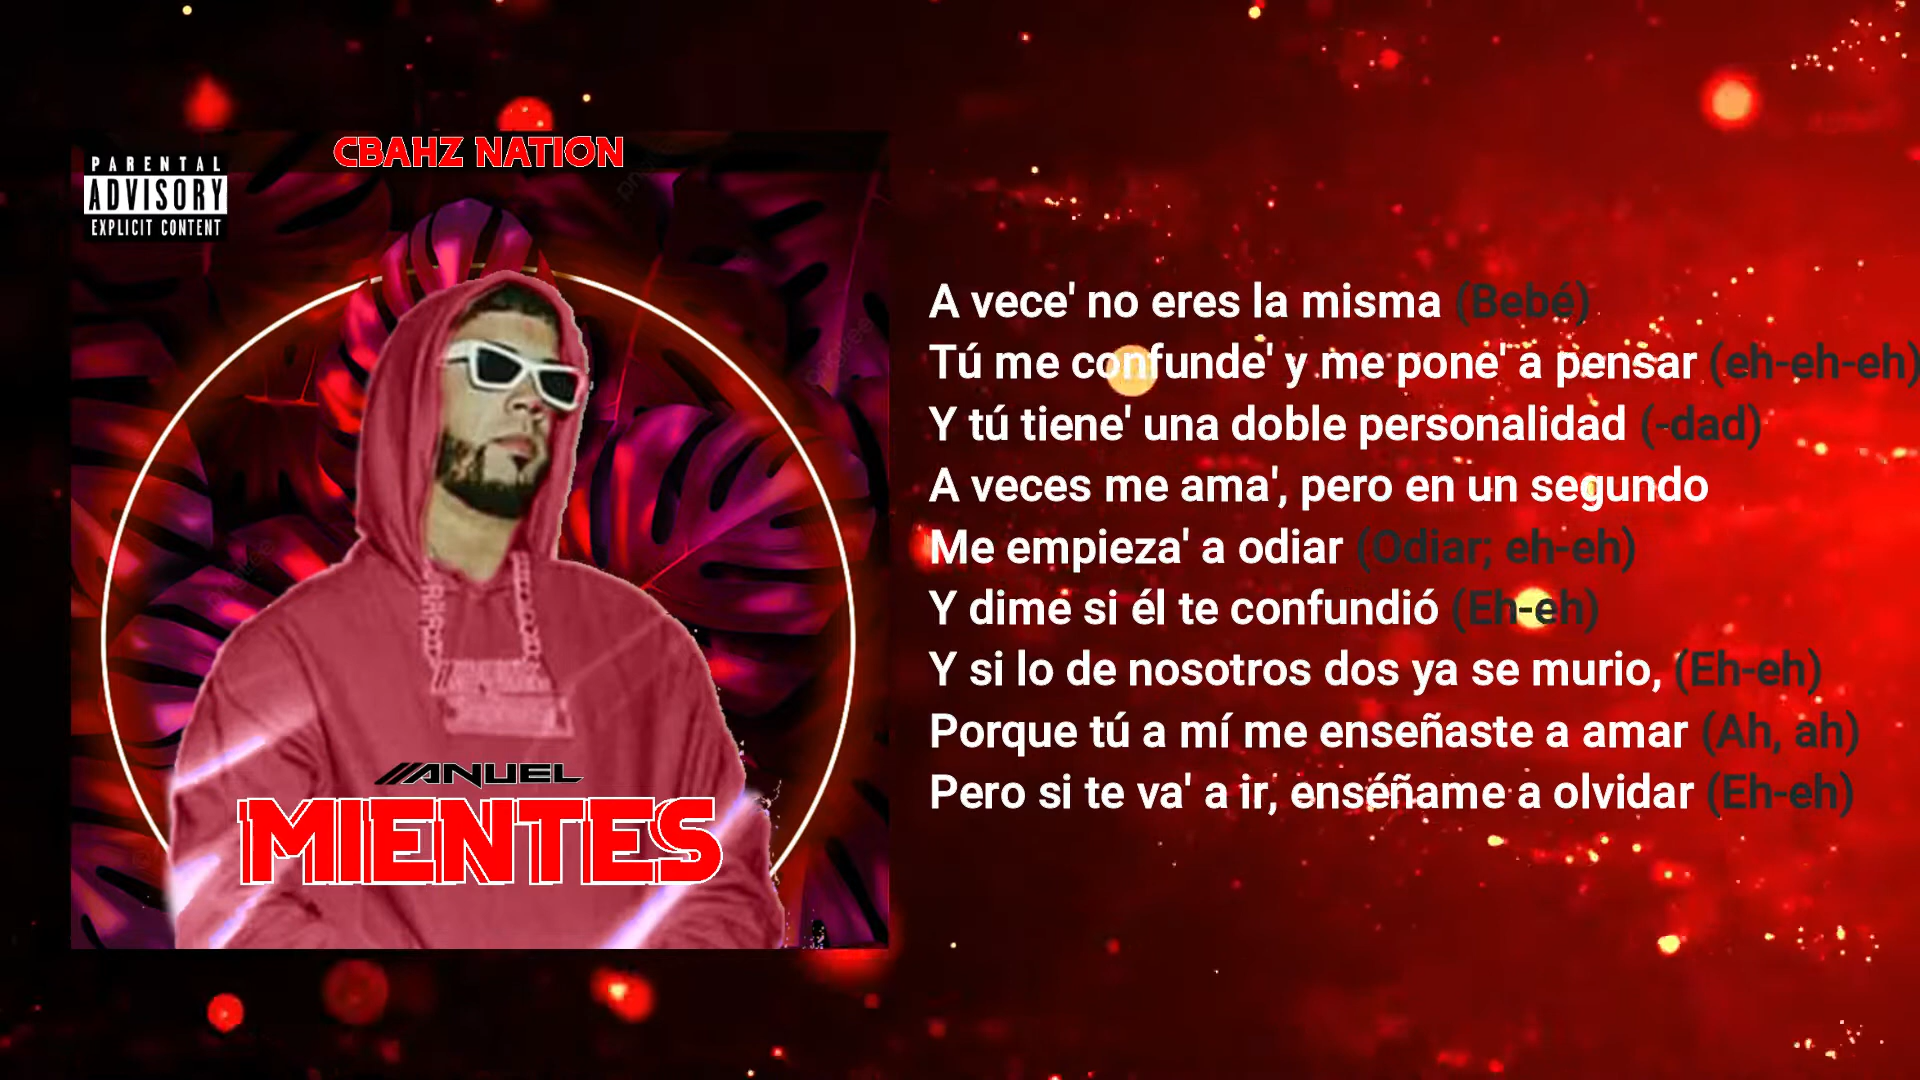 CBAHZ NATION
PARENTAL
ADVISORY
EXPLICIT CONTENT
ANUEL
MIENTES
A vece' no eres la misma (Bebé)
Tú me confunde' y me pone' a pensar (eh-eh-eh)
Y tú tiene' una doble personalidad (-dad)
A veces me ama', pero en un segundo
Me empieza' a odiar (Odiar; eh-eh)
Y dime si él te confundió (Eh-eh)
Y si lo de nosotros dos ya se murio, (Eh-eh)
Porque tú a mí me enseñaste a amar (Ah, ah)
Pero si te va' a ir, enséñame a olvidar (Eh-eh)